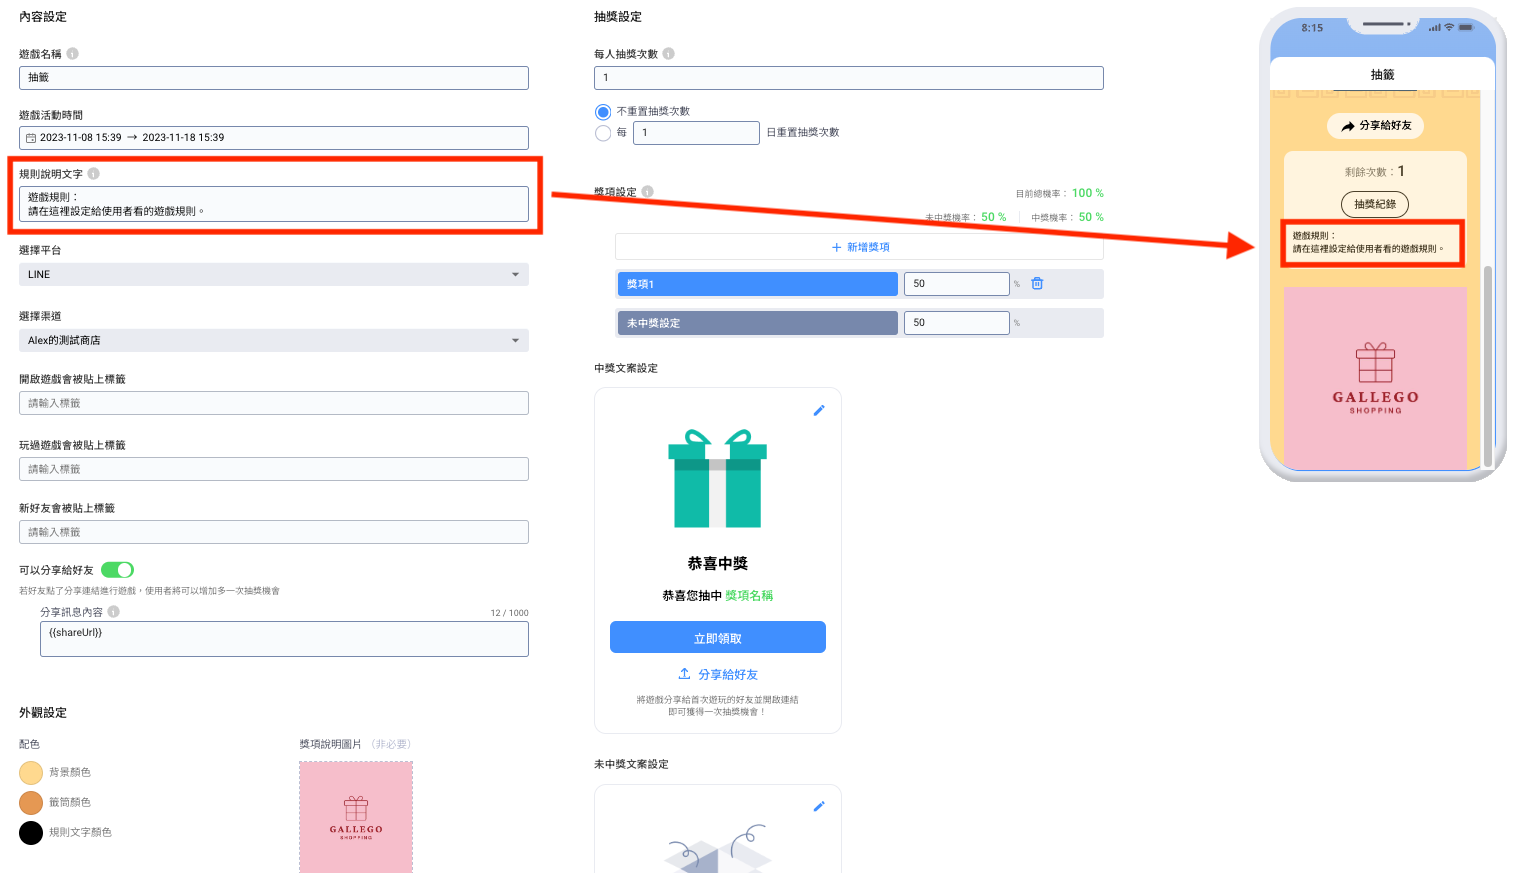 內容設定
遊戲名稱
抽籤
遊戲活動時間
2023-11-08 15:39 → 2023-11-18 15:39
規則說明文字
遊戲規則：
請在這裡設定給使用者看的遊戲規則。
選擇平台
LINE
選擇渠道
Alex的測試商店
開啟遊戲會被貼上標籤
請輸入標籤
玩過遊戲會被貼上標籤
請輸入標籤
新好友會被貼上標籤
請輸入標籤
可以分享給好友
若好友點了分享連結進行遊戲，使用者將可以增加多一次抽獎機會
分享訊息內容
12 / 1000
{{shareUrl}}
外觀設定
配色
背景顏色
籤筒顏色
規則文字顏色
獎項說明圖片 （非必要）
GALLEGO
SHOPPING
抽獎設定
每人抽獎次數
1
不重置抽獎次數
每 1 日重置抽獎次數
獎項設定
目前總機率： 100 %
未中獎機率： 50 % 中獎機率： 50 %
+ 新增獎項
獎項1 50 %
未中獎設定 50 %
中獎文案設定
恭喜中獎
恭喜您抽中 獎項名稱
立即領取
分享給好友
將遊戲分享給首次遊玩的好友並開啟連結
即可獲得一次抽獎機會！
未中獎文案設定
8:15
抽籤
分享給好友
剩餘次數：1
抽獎紀錄
遊戲規則：
請在這裡設定給使用者看的遊戲規則。
GALLEGO
SHOPPING